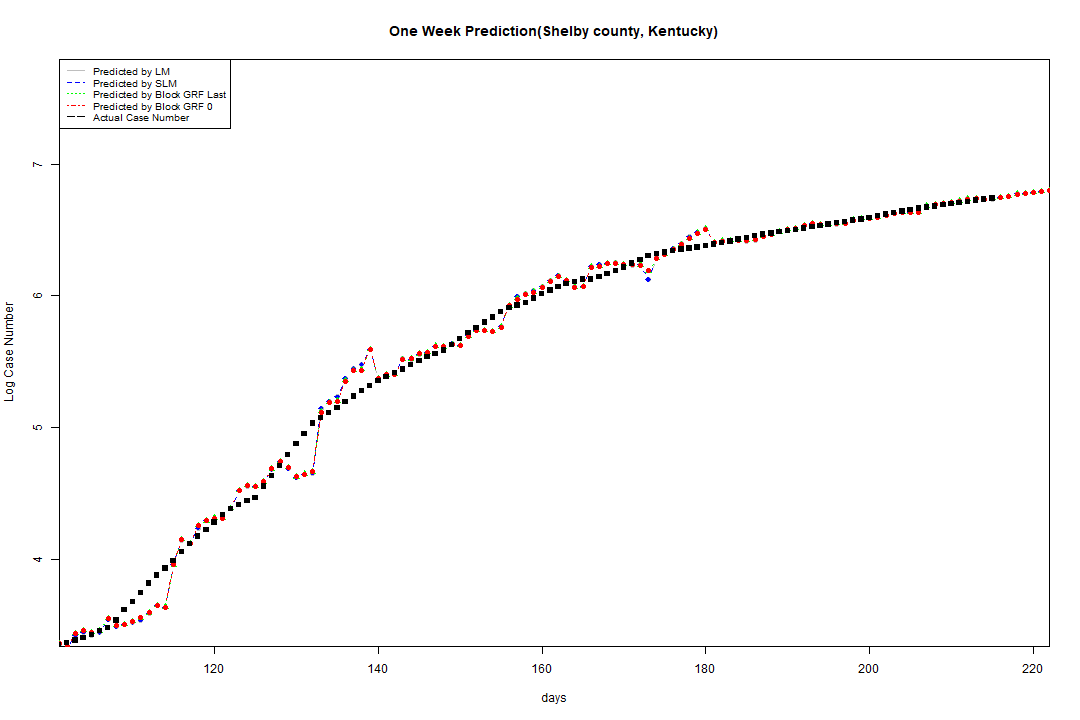 One Week Prediction(Shelby county, Kentucky)
Predicted by LM
Predicted by SLM
Predicted by Block GRF Last
Predicted by Block GRF 0
Actual Case Number
7
6
5
4
Log Case Number
120 140 160 180 200 220
days